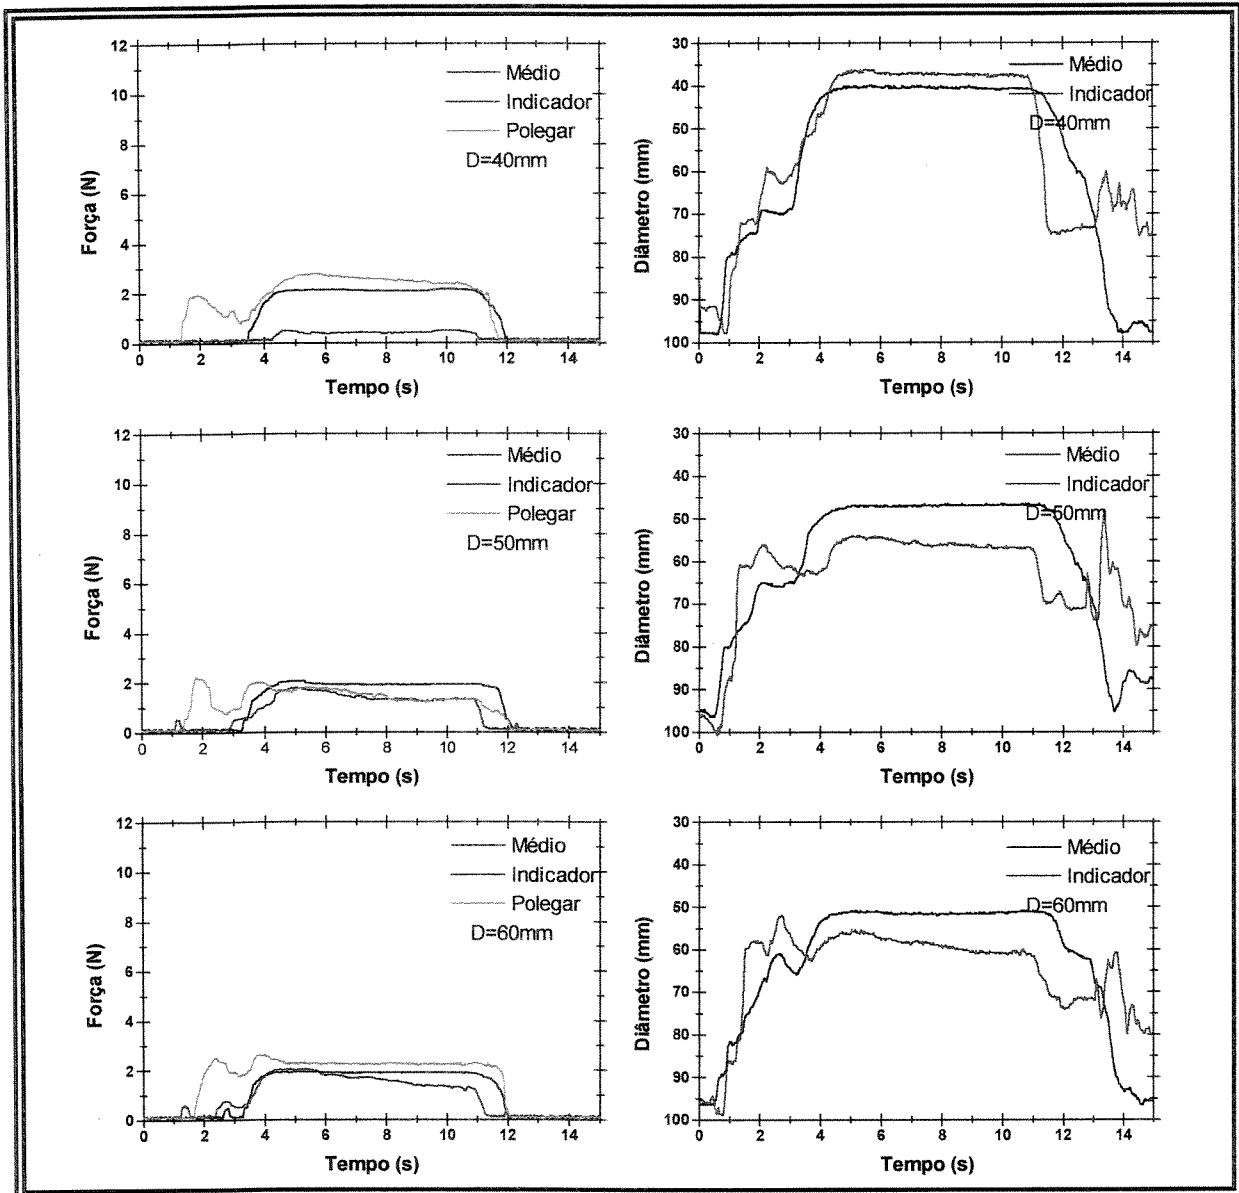 12
10
8
6
4
2
0
Força (N)
Médio
Indicador
Polegar
D=40mm
0 2 4 6 8 10 12 14
Tempo (s)
30
40
50
60
70
80
90
100
Diâmetro (mm)
Médio
Indicador
D=40mm
0 2 4 6 8 10 12 14
Tempo (s)
12
10
8
6
4
2
0
Força (N)
Médio
Indicador
Polegar
D=50mm
0 2 4 6 8 10 12 14
Tempo (s)
30
40
50
60
70
80
90
100
Diâmetro (mm)
Médio
Indicador
D=50mm
0 2 4 6 8 10 12 14
Tempo (s)
12
10
8
6
4
2
0
Força (N)
Médio
Indicador
Polegar
D=60mm
0 2 4 6 8 10 12 14
Tempo (s)
30
40
50
60
70
80
90
100
Diâmetro (mm)
Médio
Indicador
D=60mm
0 2 4 6 8 10 12 14
Tempo (s)